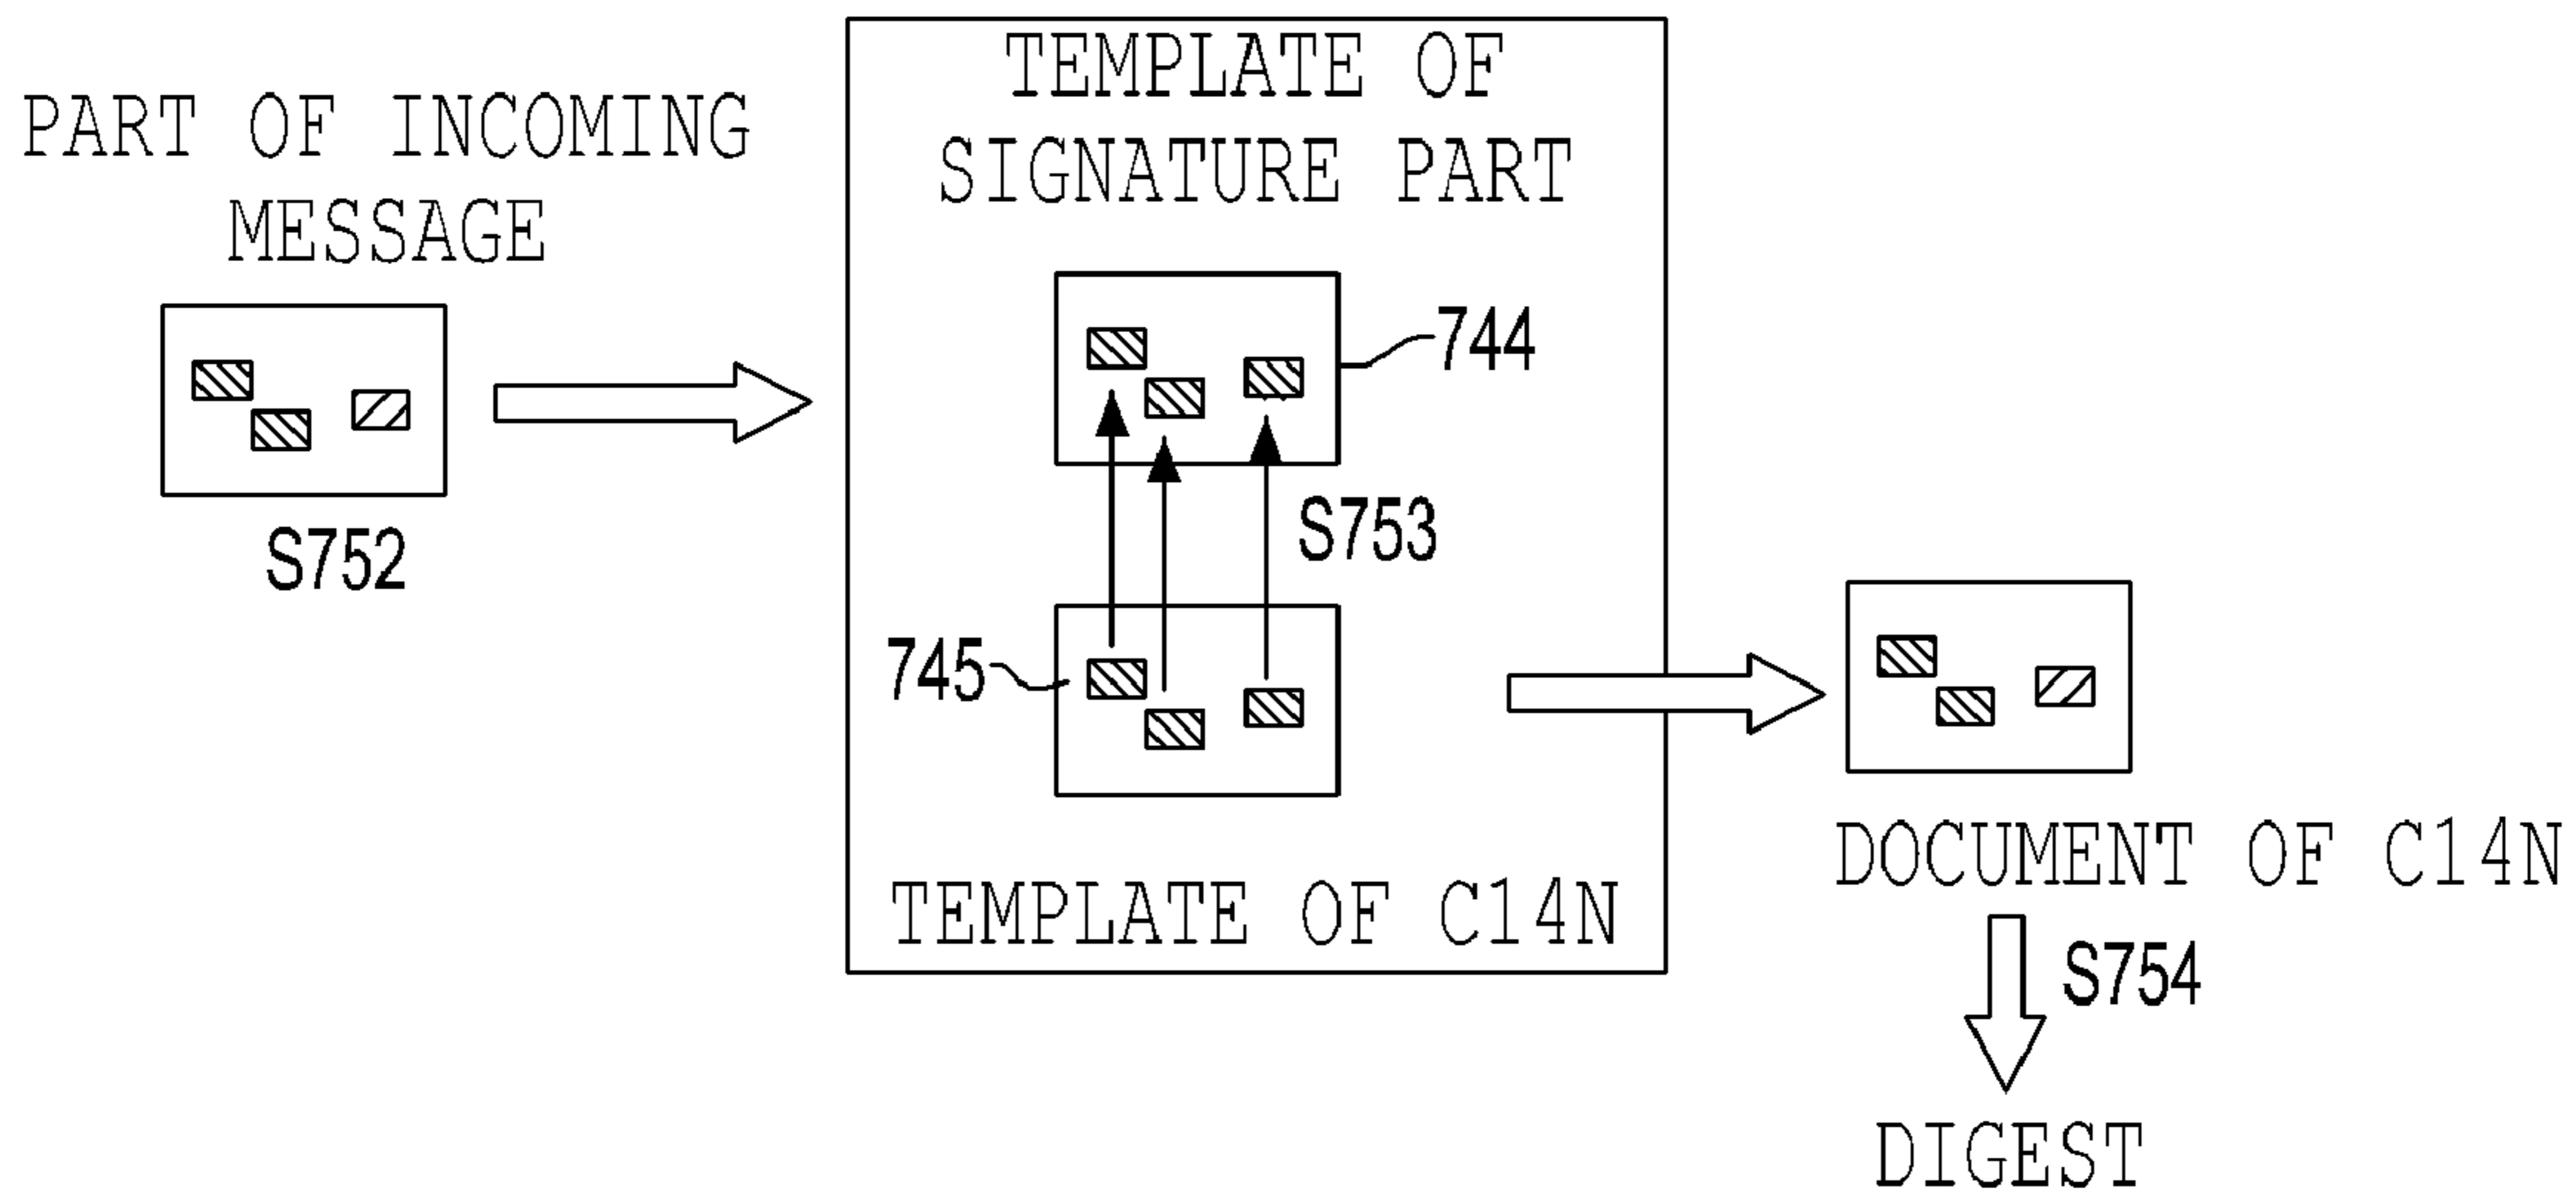 PART OF INCOMING
MESSAGE
S752
TEMPLATE OF
SIGNATURE PART
744
S753
745
TEMPLATE OF C14N
DOCUMENT OF C14N
S754
DIGEST